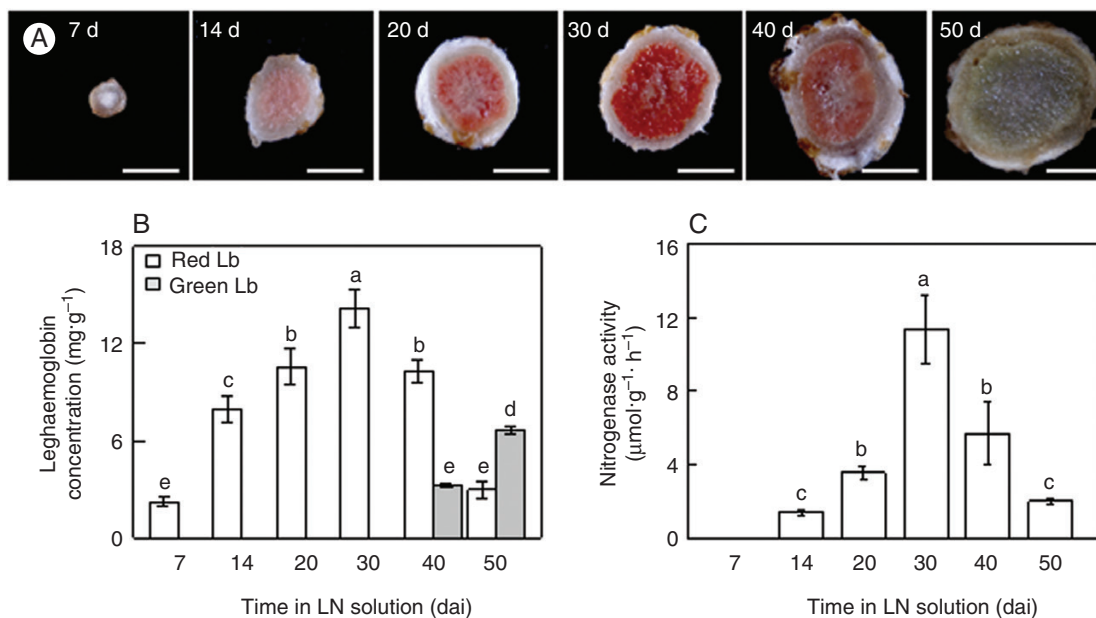 A
7 d
14 d
20 d
30 d
40 d
50 d
B
18
12
6
0
Leghaemoglobin
concentration (mg·g⁻¹)
Red Lb
Green Lb
e
c
b
a
b
e
e
d
7
14
20
30
40
50
Time in LN solution (dai)
C
16
12
8
4
0
Nitrogenase activity
(μmol·g⁻¹· h⁻¹)
c
b
a
b
c
7
14
20
30
40
50
Time in LN solution (dai)